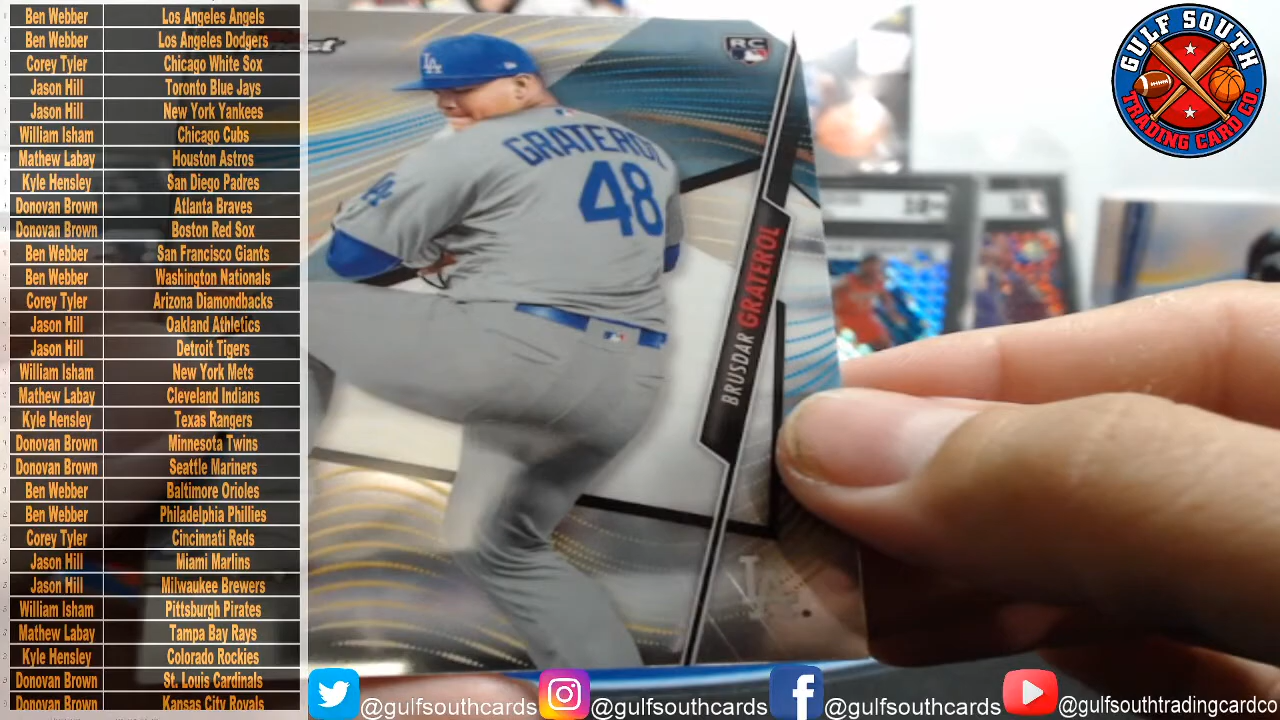 Ben Webber Los Angeles Angels
Ben Webber Los Angeles Dodgers
Corey Tyler Chicago White Sox
Jason Hill Toronto Blue Jays
Jason Hill New York Yankees
William Isham Chicago Cubs
Mathew Labay Houston Astros
Kyle Hensley San Diego Padres
Donovan Brown Atlanta Braves
Donovan Brown Boston Red Sox
Ben Webber San Francisco Giants
Ben Webber Washington Nationals
Corey Tyler Arizona Diamondbacks
Jason Hill Oakland Athletics
Jason Hill Detroit Tigers
William Isham New York Mets
Mathew Labay Cleveland Indians
Kyle Hensley Texas Rangers
Donovan Brown Minnesota Twins
Donovan Brown Seattle Mariners
Ben Webber Baltimore Orioles
Ben Webber Philadelphia Phillies
Corey Tyler Cincinnati Reds
Jason Hill Miami Marlins
Jason Hill Milwaukee Brewers
William Isham Pittsburgh Pirates
Mathew Labay Tampa Bay Rays
Kyle Hensley Colorado Rockies
Donovan Brown St. Louis Cardinals
Donovan Brown Kansas City Royals
RC
LA
GRATEROL
48
LA
BRUSDAR GRATEROL
GULF SOUTH
TRADING CARD CO.
@gulfsouthcards
@gulfsouthcards
@gulfsouthcards
@gulfsouthtradingcardco